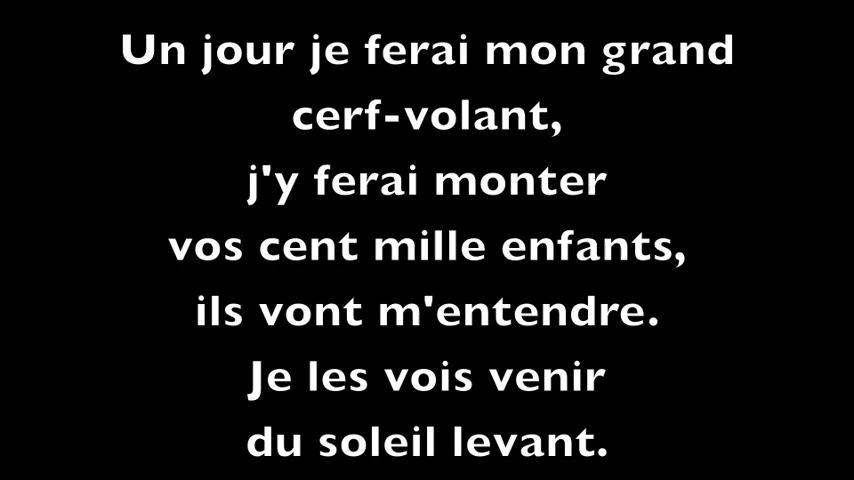 Un jour je ferai mon grand
cerf-volant,
j'y ferai monter
vos cent mille enfants,
ils vont m'entendre.
Je les vois venir
du soleil levant.